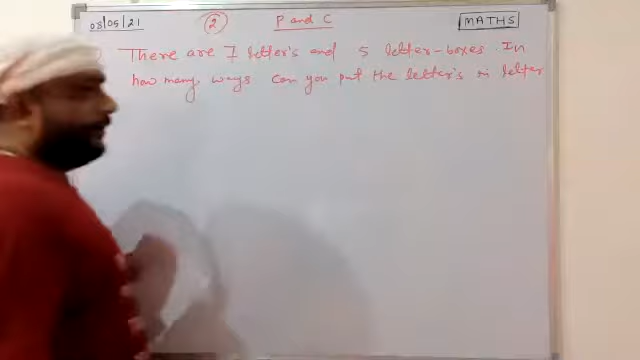 03/05/21 2 P and C MATHS
There are 7 letter's and 5 letter-boxes. In
how many ways can you put the letter's in letter